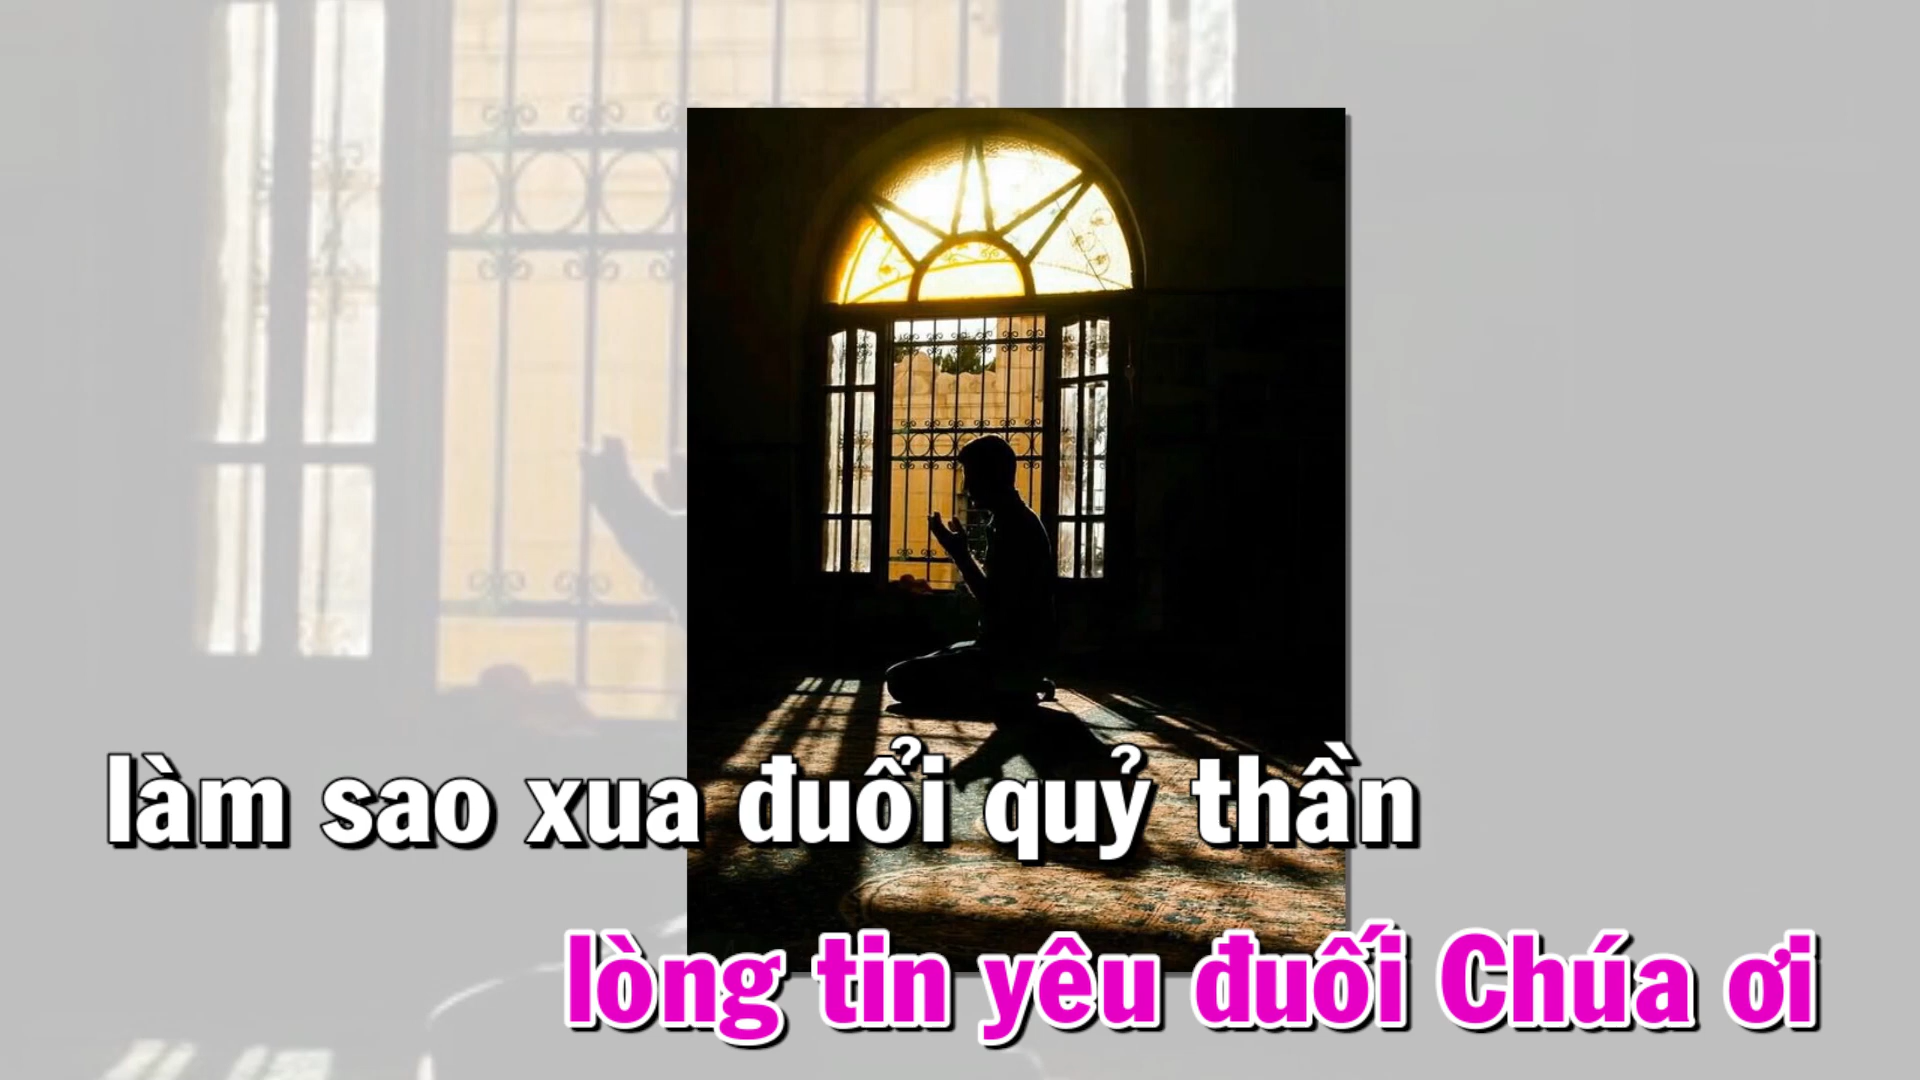 làm sao xua đuổi quỷ thần
lòng tin yêu đuối Chúa ơi